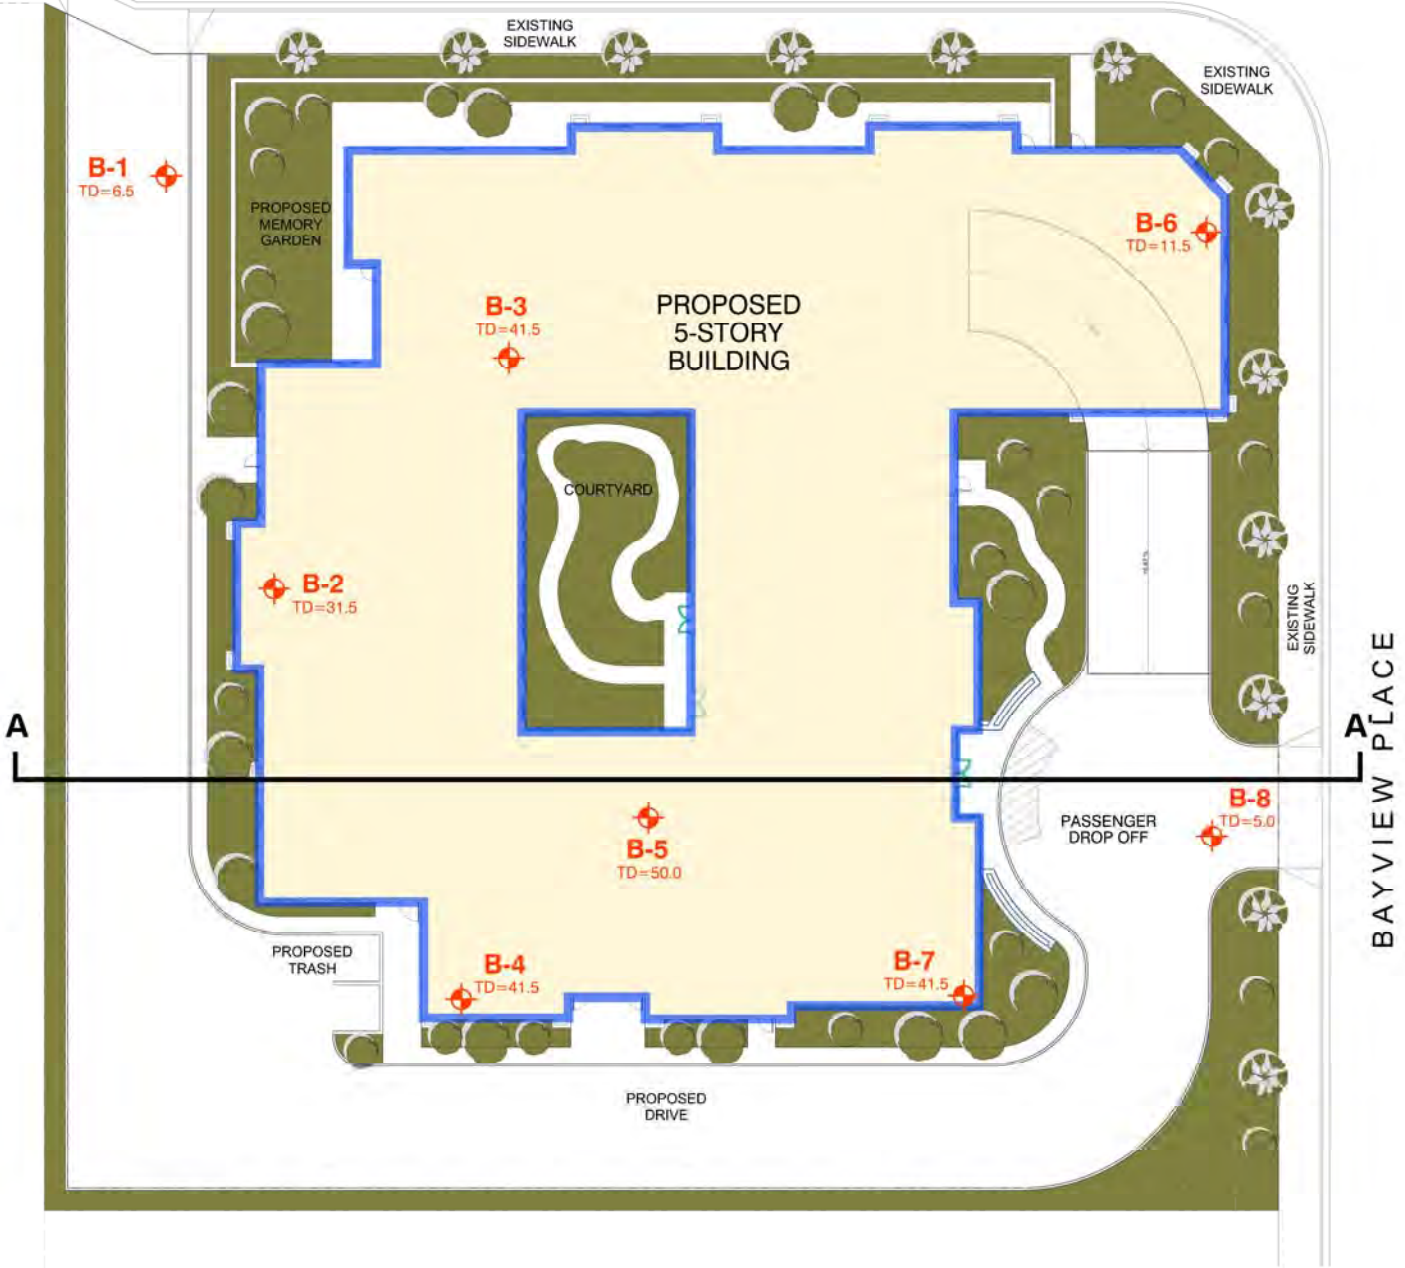 EXISTING
SIDEWALK
EXISTING
SIDEWALK
B-1
TD=6.5
PROPOSED
MEMORY
GARDEN
B-6
TD=11.5
B-3
TD=41.5
PROPOSED
5-STORY
BUILDING
COURTYARD
B-2
TD=31.5
EXISTING
SIDEWALK
A
A'
BAYVIEW PLACE
B-8
TD=5.0
PASSENGER
DROP OFF
B-5
TD=50.0
PROPOSED
TRASH
B-4
TD=41.5
B-7
TD=41.5
PROPOSED
DRIVE